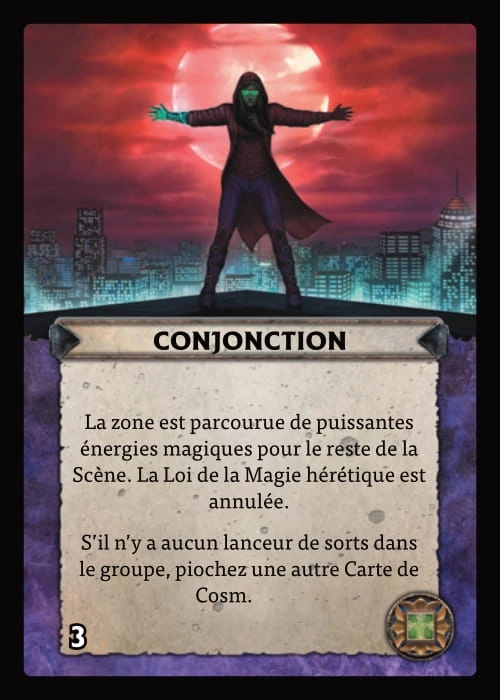 CONJONCTION
La zone est parcourue de puissantes
énergies magiques pour le reste de la
Scène. La Loi de la Magie hérétique est
annulée.
S’il n’y a aucun lanceur de sorts dans
le groupe, piochez une autre Carte de
Cosm.
3